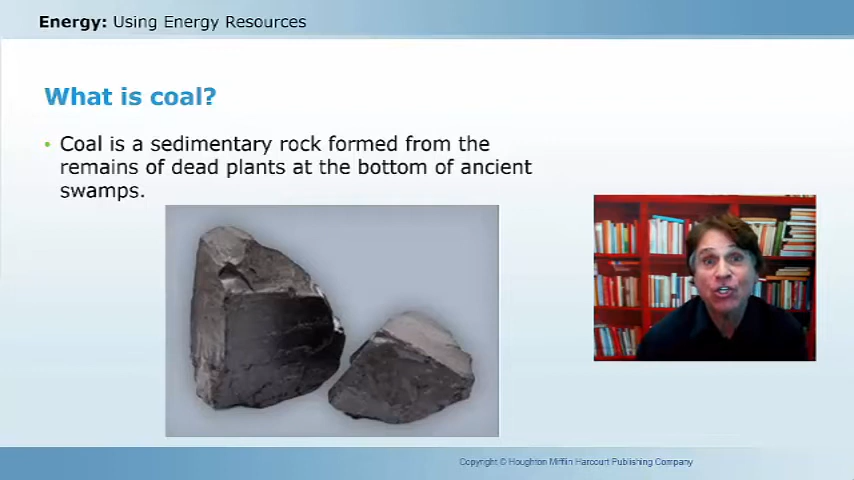 Energy: Using Energy Resources
What is coal?
• Coal is a sedimentary rock formed from the
remains of dead plants at the bottom of ancient
swamps.
Copyright © Houghton Mifflin Harcourt Publishing Company